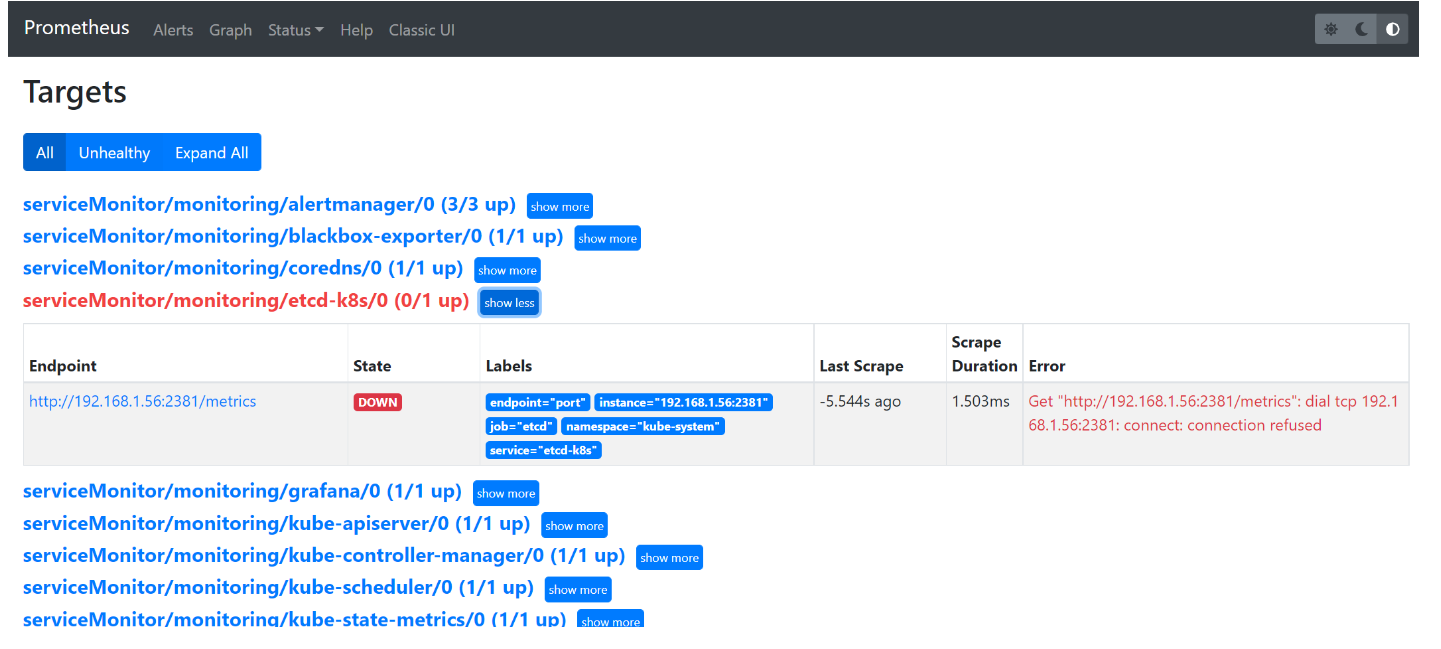 Prometheus Alerts Graph Status Help Classic UI
Targets
All Unhealthy Expand All
serviceMonitor/monitoring/alertmanager/0 (3/3 up) show more
serviceMonitor/monitoring/blackbox-exporter/0 (1/1 up) show more
serviceMonitor/monitoring/coredns/0 (1/1 up) show more
serviceMonitor/monitoring/etcd-k8s/0 (0/1 up) show less
Endpoint State Labels Last Scrape Scrape Duration Error
http://192.168.1.56:2381/metrics DOWN endpoint="port" instance="192.168.1.56:2381" -5.544s ago 1.503ms Get "http://192.168.1.56:2381/metrics": dial tcp 192.1
job="etcd" namespace="kube-system" 68.1.56:2381: connect: connection refused
service="etcd-k8s"
serviceMonitor/monitoring/grafana/0 (1/1 up) show more
serviceMonitor/monitoring/kube-apiserver/0 (1/1 up) show more
serviceMonitor/monitoring/kube-controller-manager/0 (1/1 up) show more
serviceMonitor/monitoring/kube-scheduler/0 (1/1 up) show more
serviceMonitor/monitoring/kube-state-metrics/0 (1/1 up) show more